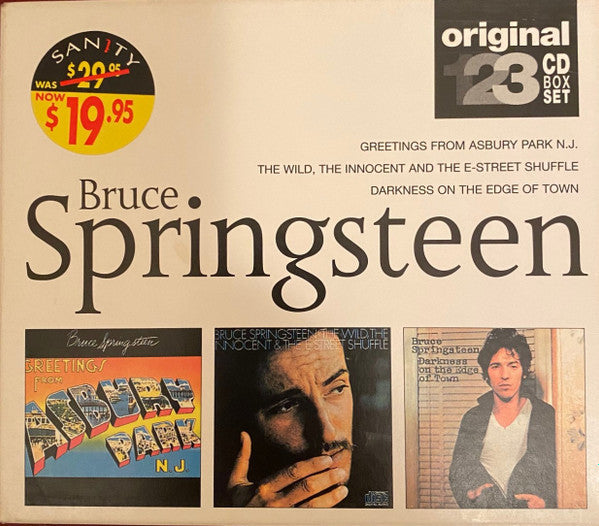 SAN1TY
WAS $29.95
NOW
$19.95
original
123 CD
BOX
SET
GREETINGS FROM ASBURY PARK N.J.
THE WILD, THE INNOCENT AND THE E-STREET SHUFFLE
DARKNESS ON THE EDGE OF TOWN
Bruce
Springsteen
Bruce Springsteen
GREETINGS
FROM
ASBURY
PARK
N.J.
BRUCE SPRINGSTEEN THE WILD, THE
INNOCENT & THE E STREET SHUFFLE
Bruce
Springsteen
Darkness
on the Edge
of Town